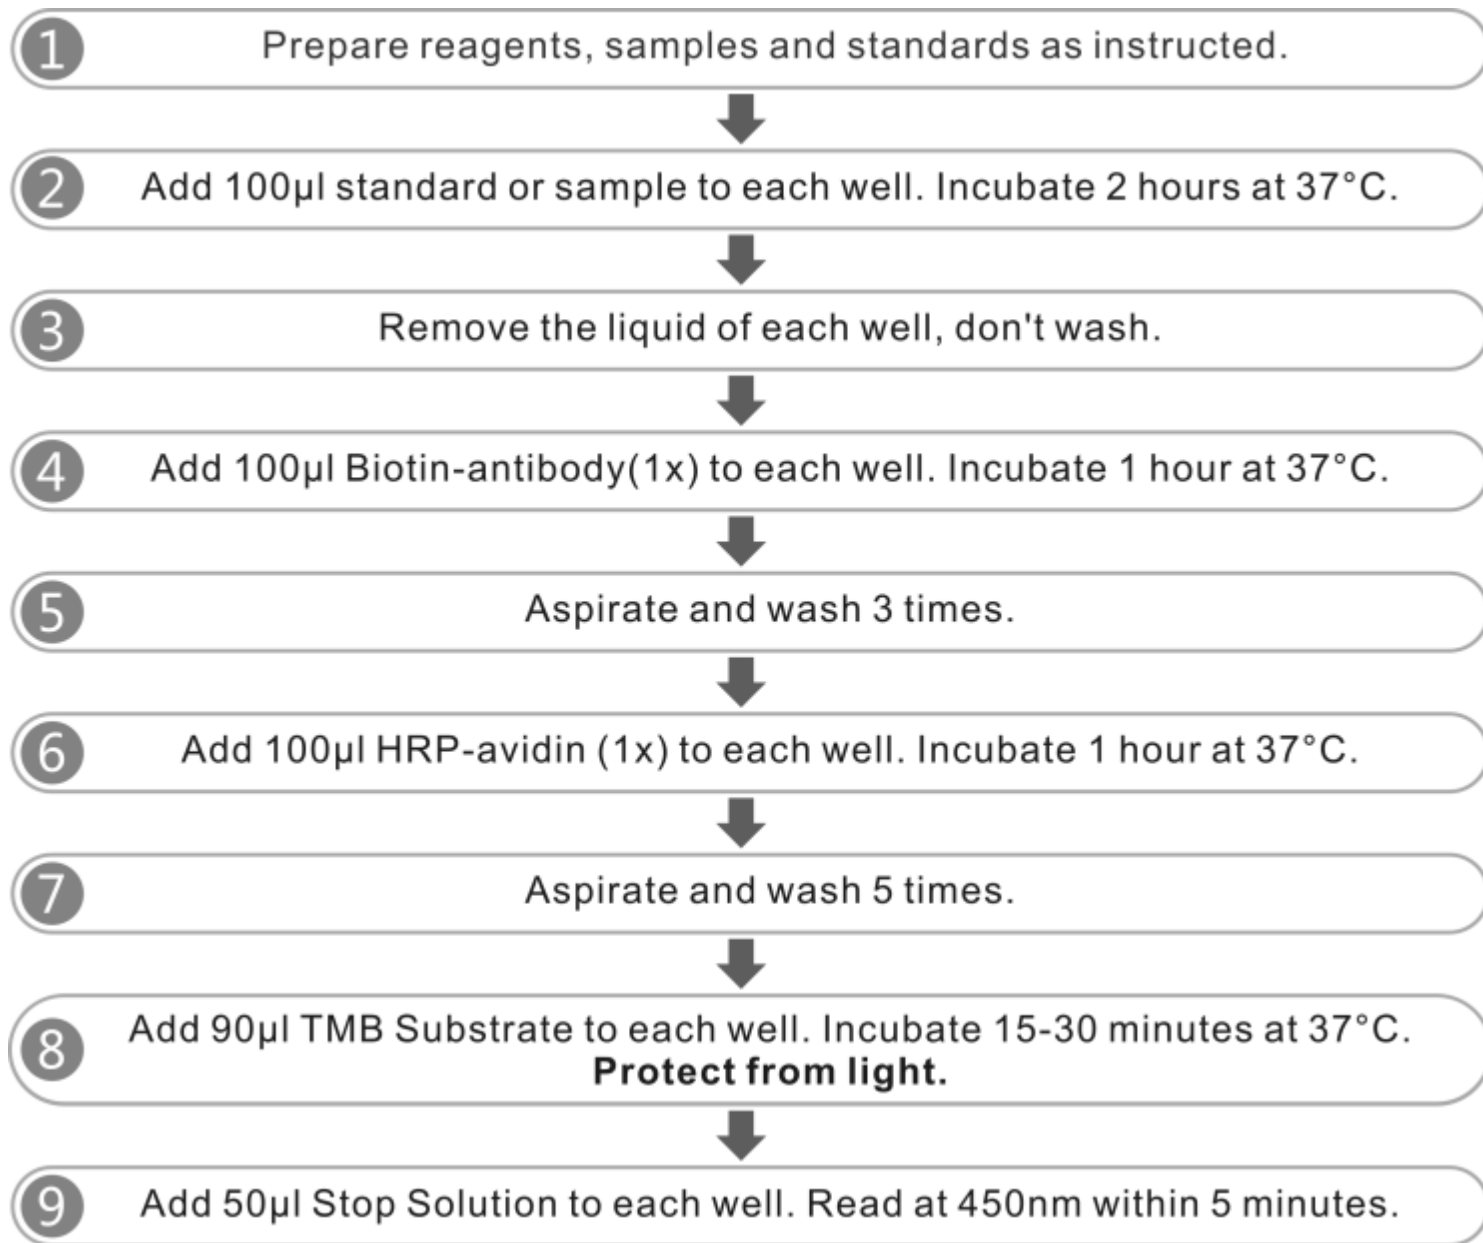 1 Prepare reagents, samples and standards as instructed.
2 Add 100µl standard or sample to each well. Incubate 2 hours at 37°C.
3 Remove the liquid of each well, don't wash.
4 Add 100µl Biotin-antibody(1x) to each well. Incubate 1 hour at 37°C.
5 Aspirate and wash 3 times.
6 Add 100µl HRP-avidin (1x) to each well. Incubate 1 hour at 37°C.
7 Aspirate and wash 5 times.
8 Add 90µl TMB Substrate to each well. Incubate 15-30 minutes at 37°C.
Protect from light.
9 Add 50µl Stop Solution to each well. Read at 450nm within 5 minutes.